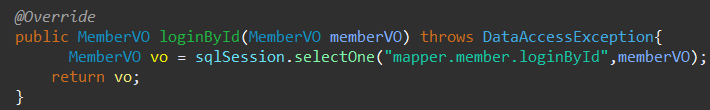 @Override
public MemberVO loginById(MemberVO memberVO) throws DataAccessException{
MemberVO vo = sqlSession.selectOne("mapper.member.loginById",memberVO);
return vo;
}